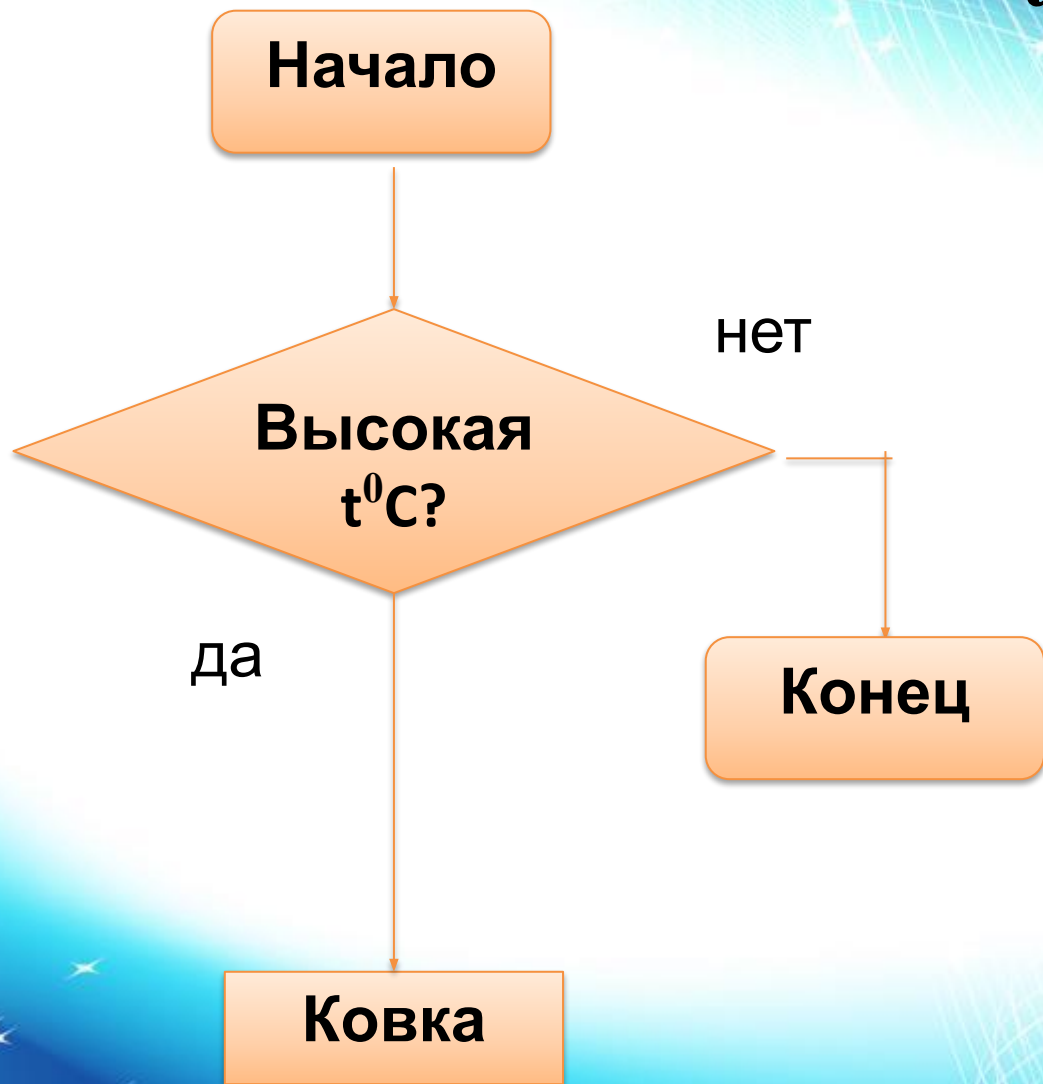 Начало
нет
Высокая
t⁰C?
да
Конец
Ковка